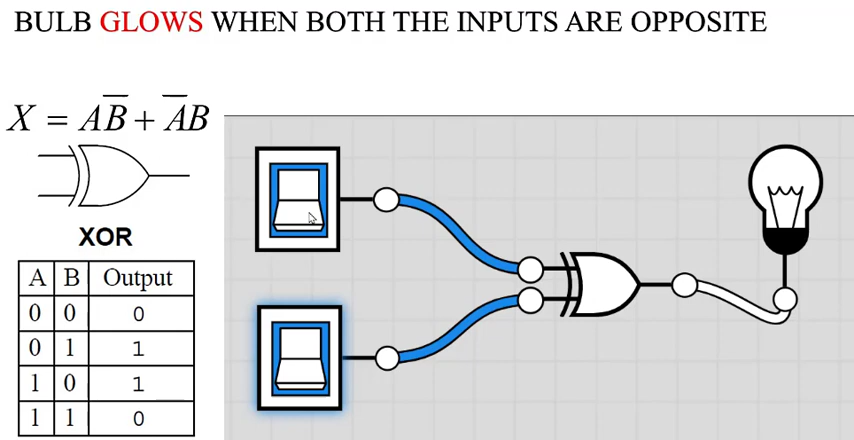 BULB GLOWS WHEN BOTH THE INPUTS ARE OPPOSITE
X = AB̅ + A̅B
XOR
A B Output
0 0 0
0 1 1
1 0 1
1 1 0